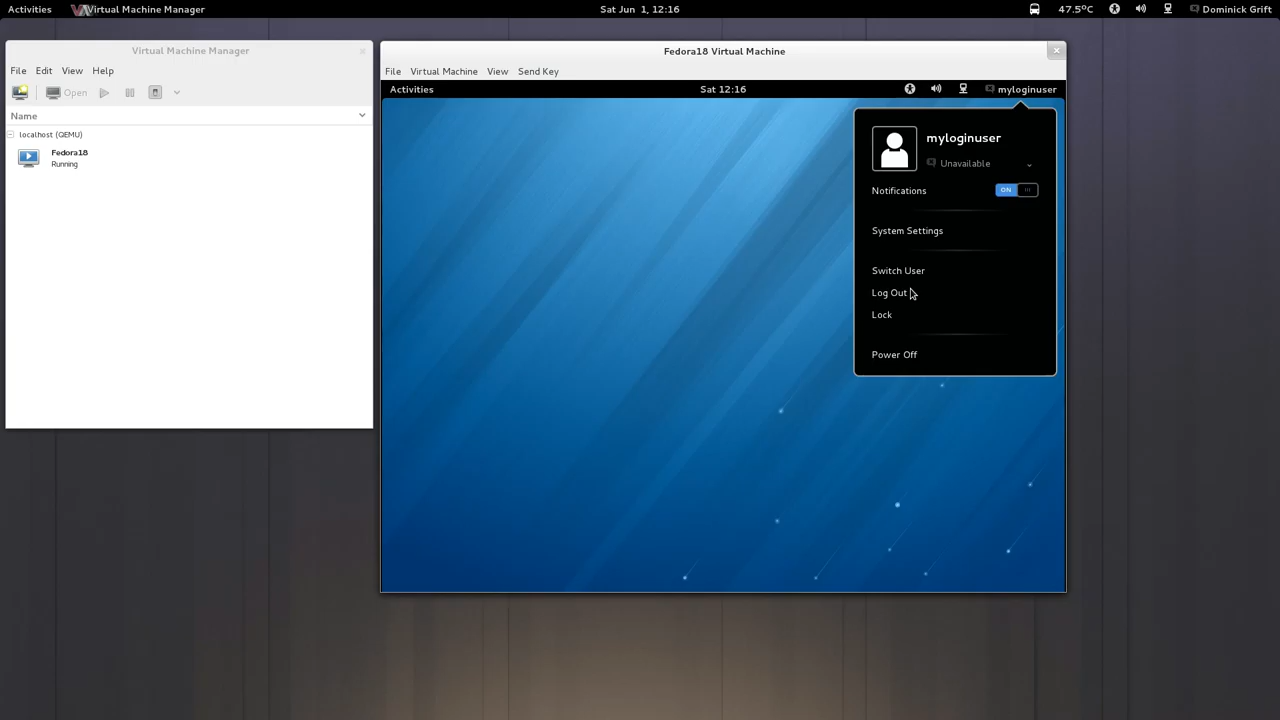 Activities Virtual Machine Manager Sat Jun 1, 12:16 47.5°C Dominick Grift
Virtual Machine Manager
File Edit View Help
Open
Name
localhost (QEMU)
Fedora18
Running
Fedora18 Virtual Machine
File Virtual Machine View Send Key
Activities Sat 12:16 myloginuser
myloginuser
Unavailable
Notifications ON
System Settings
Switch User
Log Out
Lock
Power Off